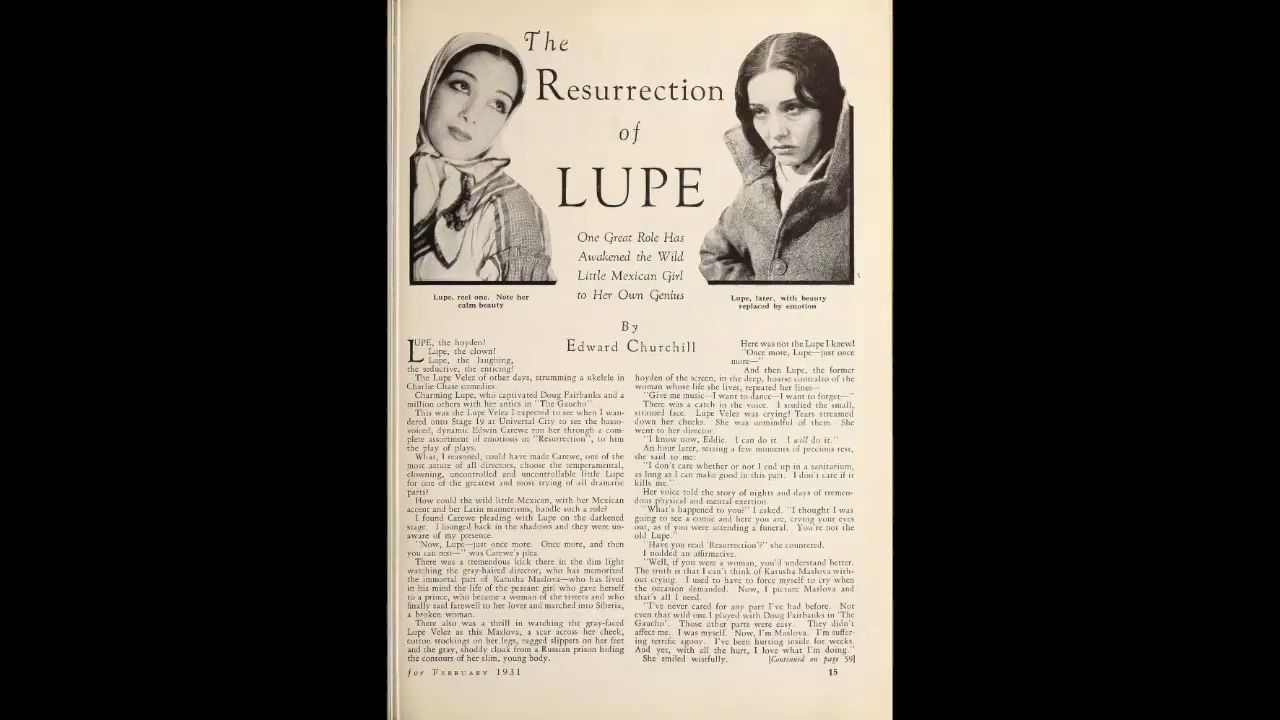 The
Resurrection
of
LUPE
One Great Role Has
Awakened the Wild
Little Mexican Girl
to Her Own Genius
Lupe, reel one. Note her
calm beauty
Lupe, later, with beauty
replaced by emotion
By
Edward Churchill
LUPE, the hoyden!
Lupe, the clown!
Lupe, the laughing,
the seductive, the enticing!
The Lupe Velez of other days, strumming a ukelele in
Charlie Chase comedies.
Charming Lupe, who captivated Doug Fairbanks and a
million others with her antics in "The Gaucho".
This was the Lupe Velez I expected to see when I wan-
dered onto Stage 19 at Universal City to see the basso-
voiced, dynamic Edwin Carewe run her through a com-
plete assortment of emotions in "Resurrection", to him
the play of plays.
What, I reasoned, could have made Carewe, one of the
most astute of all directors, choose the temperamental,
clowning, uncontrolled and uncontrollable little Lupe
for one of the greatest and most trying of all dramatic
parts?
How could the wild little Mexican, with her Mexican
accent and her Latin mannerisms, handle such a role?
I found Carewe pleading with Lupe on the darkened
stage. I lounged back in the shadows and they were un-
aware of my presence.
"Now, Lupe—just once more. Once more, and then
you can rest—" was Carewe's plea.
There was a tremendous kick there in the dim light
watching the gray-haired director, who has memorized
the immortal part of Katusha Maslova—who has lived
in his mind the life of the peasant girl who gave herself
to a prince, who became a woman of the streets and who
finally said farewell to her lover and marched into Siberia,
a broken woman.
There also was a thrill in watching the gray-faced
Lupe Velez as this Maslova, a scar across her cheek,
cotton stockings on her legs, ragged slippers on her feet
and the gray, shoddy cloak from a Russian prison hiding
the contours of her slim, young body.
Here was not the Lupe I knew!
"Once more, Lupe—just once
more—"
And then Lupe, the former
hoyden of the screen, in the deep, hoarse contralto of the
woman whose life she lives, repeated her lines—
"Give me music—I want to dance—I want to forget—"
There was a catch in the voice. I studied the small,
strained face. Lupe Velez was crying! Tears streamed
down her cheeks. She was unmindful of them. She
went to her director.
"I know now, Eddie. I can do it. I will do it."
An hour later, seizing a few moments of precious rest,
she said to me:
"I don't care whether or not I end up in a sanitarium,
as long as I can make good in this part. I don't care if it
kills me."
Her voice told the story of nights and days of tremen-
dous physical and mental exertion.
"What's happened to you?" I asked. "I thought I was
going to see a comic and here you are, crying your eyes
out, as if you were attending a funeral. You're not the
old Lupe."
"Have you read 'Resurrection'?" she countered.
I nodded an affirmative.
"Well, if you were a woman, you'd understand better.
The truth is that I can't think of Katusha Maslova with-
out crying. I used to have to force myself to cry when
the occasion demanded. Now, I picture Maslova and
that's all I need.
"I've never cared for any part I've had before. Not
even that wild one I played with Doug Fairbanks in 'The
Gaucho'. Those other parts were easy. They didn't
affect me. I was myself. Now, I'm Maslova. I'm suffer-
ing terrific agony. I've been hurting inside for weeks.
And yet, with all the hurt, I love what I'm doing."
She smiled wistfully. [Continued on page 59]
for FEBRUARY 1931
15